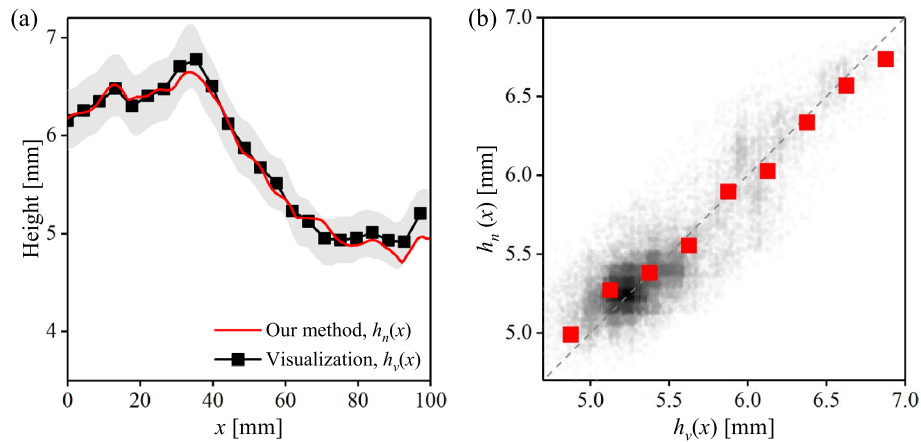 (a)
7
6
5
4
Height [mm]
Our method, hₙ(x)
Visualization, hᵥ(x)
0 20 40 60 80 100
x [mm]
(b)
7.0
6.5
6.0
5.5
5.0
hₙ(x) [mm]
5.0 5.5 6.0 6.5 7.0
hᵥ(x) [mm]